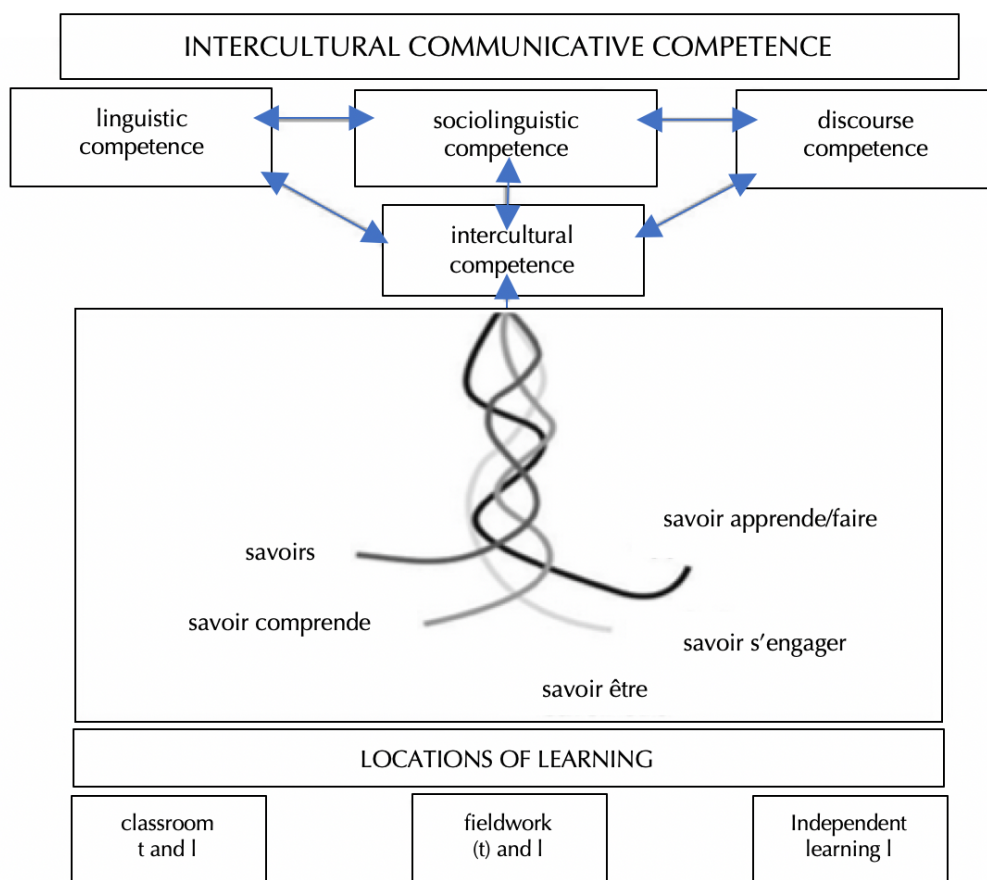 INTERCULTURAL COMMUNICATIVE COMPETENCE
linguistic
competence
sociolinguistic
competence
discourse
competence
intercultural
competence
savoir apprende/faire
savoirs
savoir comprende
savoir s'engager
savoir être
LOCATIONS OF LEARNING
classroom
t and l
fieldwork
(t) and l
Independent
learning l